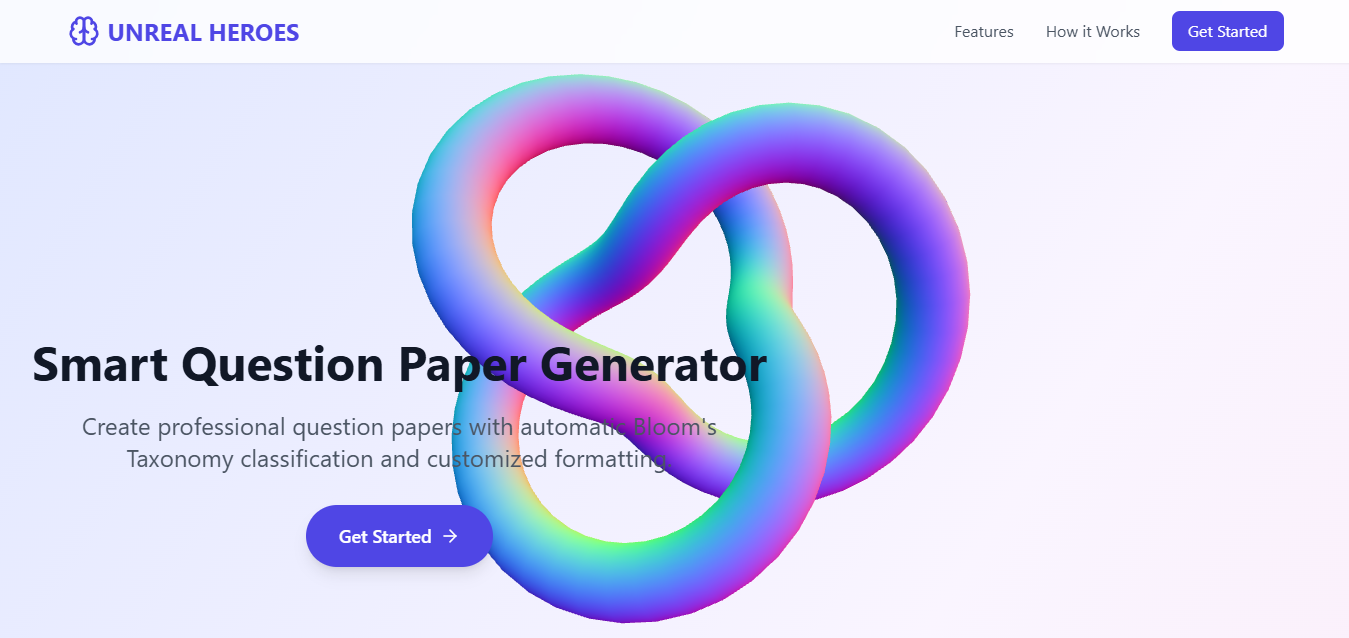 UNREAL HEROES
Features
How it Works
Get Started
Smart Question Paper Generator
Create professional question papers with automatic Bloom's
Taxonomy classification and customized formatting.
Get Started →